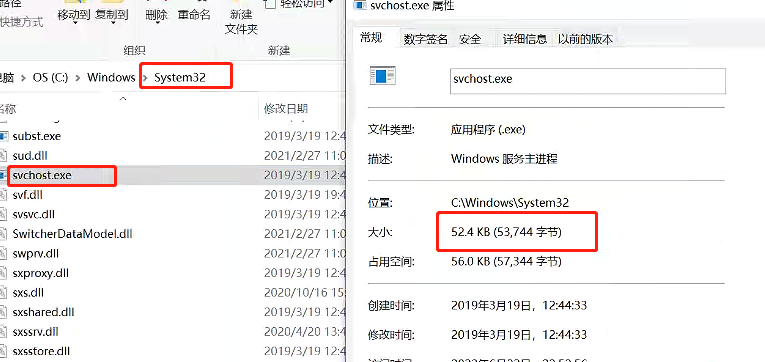 路径
快捷方式
移动到 复制到 删除 重命名 新建
文件夹
轻松访问
组织 新建
电脑 > OS (C:) > Windows > System32
名称 修改日期
subst.exe 2019/3/19 12:4
sud.dll 2021/2/27 11:0
svchost.exe 2019/3/19 12:4
svf.dll 2019/3/19 19:4
svsvc.dll 2019/3/19 12:4
SwitcherDataModel.dll 2021/2/27 11:0
swprv.dll 2021/2/27 11:0
sxproxy.dll 2019/3/19 12:4
sxs.dll 2020/10/16 15
sxshared.dll 2019/3/19 12:4
sxssrv.dll 2020/4/20 13:4
sxsstore.dll 2019/3/19 12:4
svchost.exe 属性
常规 数字签名 安全 详细信息 以前的版本
svchost.exe
文件类型: 应用程序 (.exe)
描述: Windows 服务主进程
位置: C:\Windows\System32
大小: 52.4 KB (53,744 字节)
占用空间: 56.0 KB (57,344 字节)
创建时间: 2019年3月19日，12:44:33
修改时间: 2019年3月19日，12:44:33